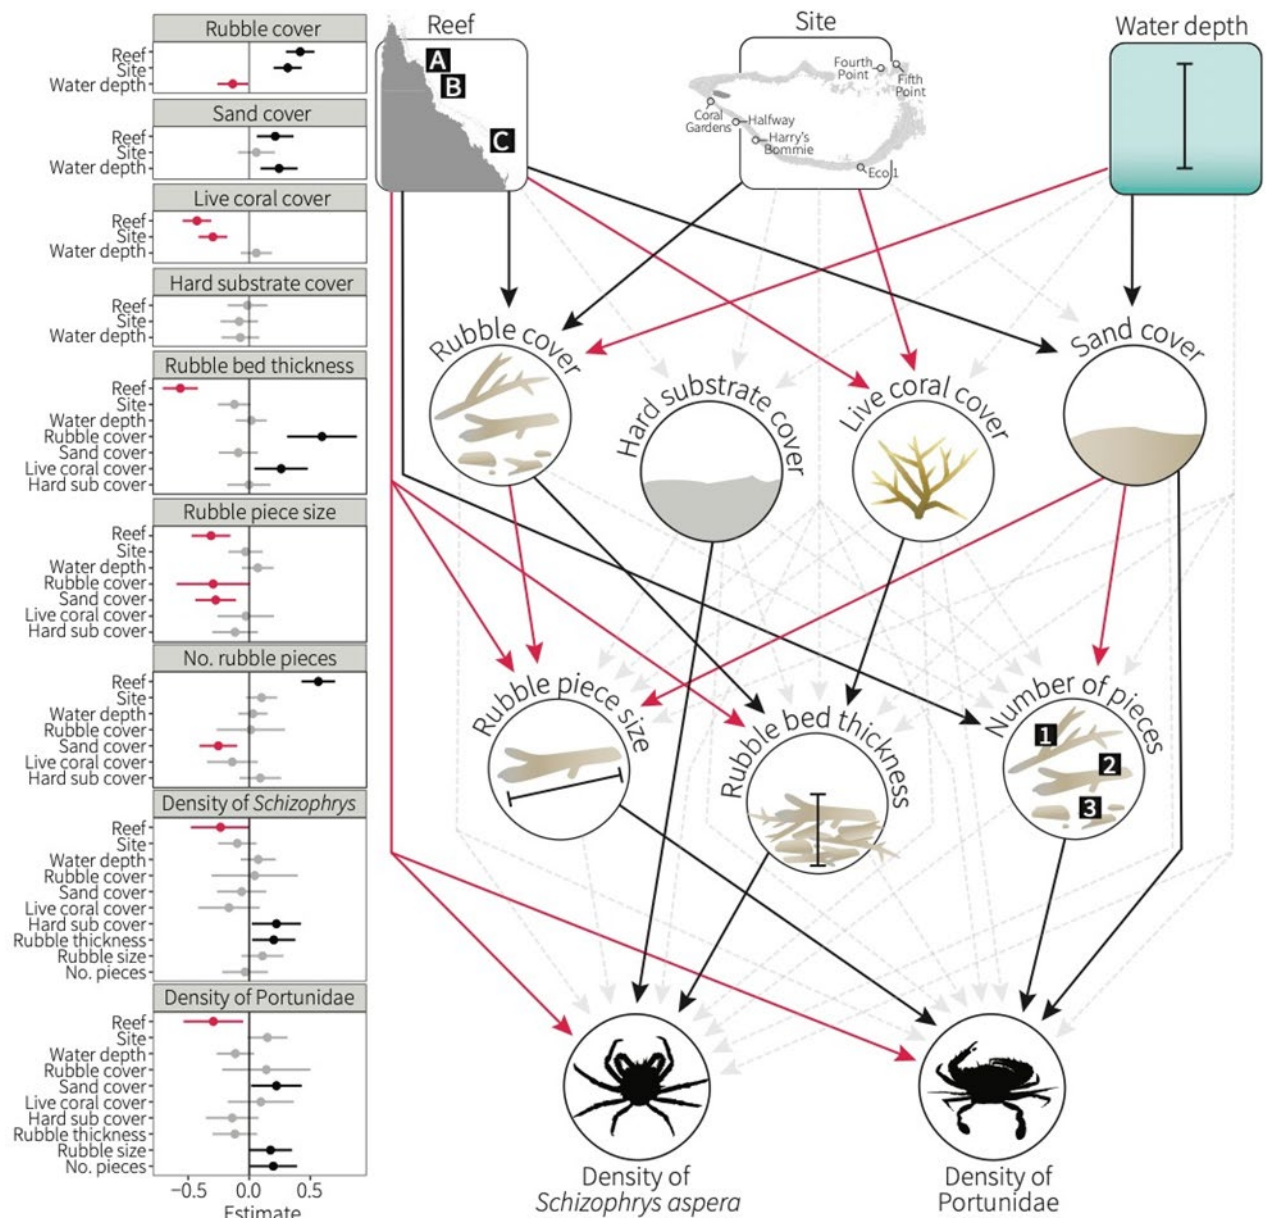 Rubble cover
Reef
Site
Water depth
Sand cover
Reef
Site
Water depth
Live coral cover
Reef
Site
Water depth
Hard substrate cover
Reef
Site
Water depth
Rubble bed thickness
Reef
Site
Water depth
Rubble cover
Sand cover
Live coral cover
Hard sub cover
Rubble piece size
Reef
Site
Water depth
Rubble cover
Sand cover
Live coral cover
Hard sub cover
No. rubble pieces
Reef
Site
Water depth
Rubble cover
Sand cover
Live coral cover
Hard sub cover
Density of Schizophrys
Reef
Site
Water depth
Rubble cover
Sand cover
Live coral cover
Hard sub cover
Rubble thickness
Rubble size
No. pieces
Density of Portunidae
Reef
Site
Water depth
Rubble cover
Sand cover
Live coral cover
Hard sub cover
Rubble thickness
Rubble size
No. pieces
−0.5 0.0 0.5
Estimate
Reef
A
B
C
Site
Fourth
Point
Fifth
Point
Coral
Gardens
Halfway
Harry's
Bommie
Eco 1
Water depth
Rubble cover
Hard substrate cover
Live coral cover
Sand cover
Rubble piece size
Rubble bed thickness
Number of pieces
1
2
3
Density of
Schizophrys aspera
Density of
Portunidae